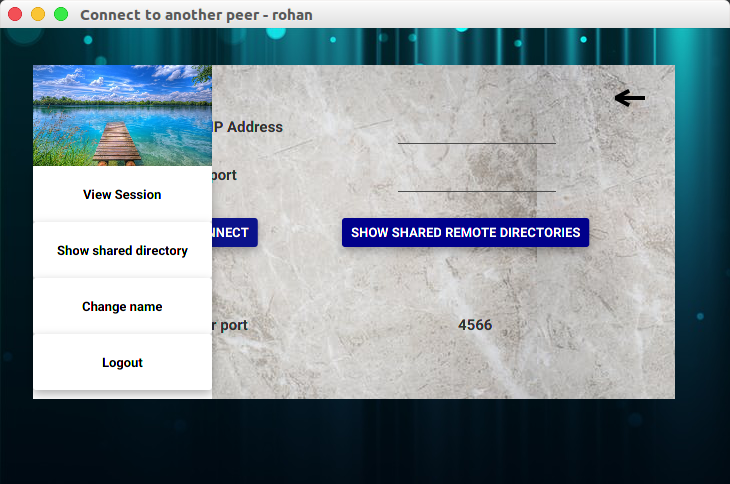 Connect to another peer - rohan
IP Address
port
View Session
NNECT
SHOW SHARED REMOTE DIRECTORIES
Show shared directory
Change name
r port
4566
Logout